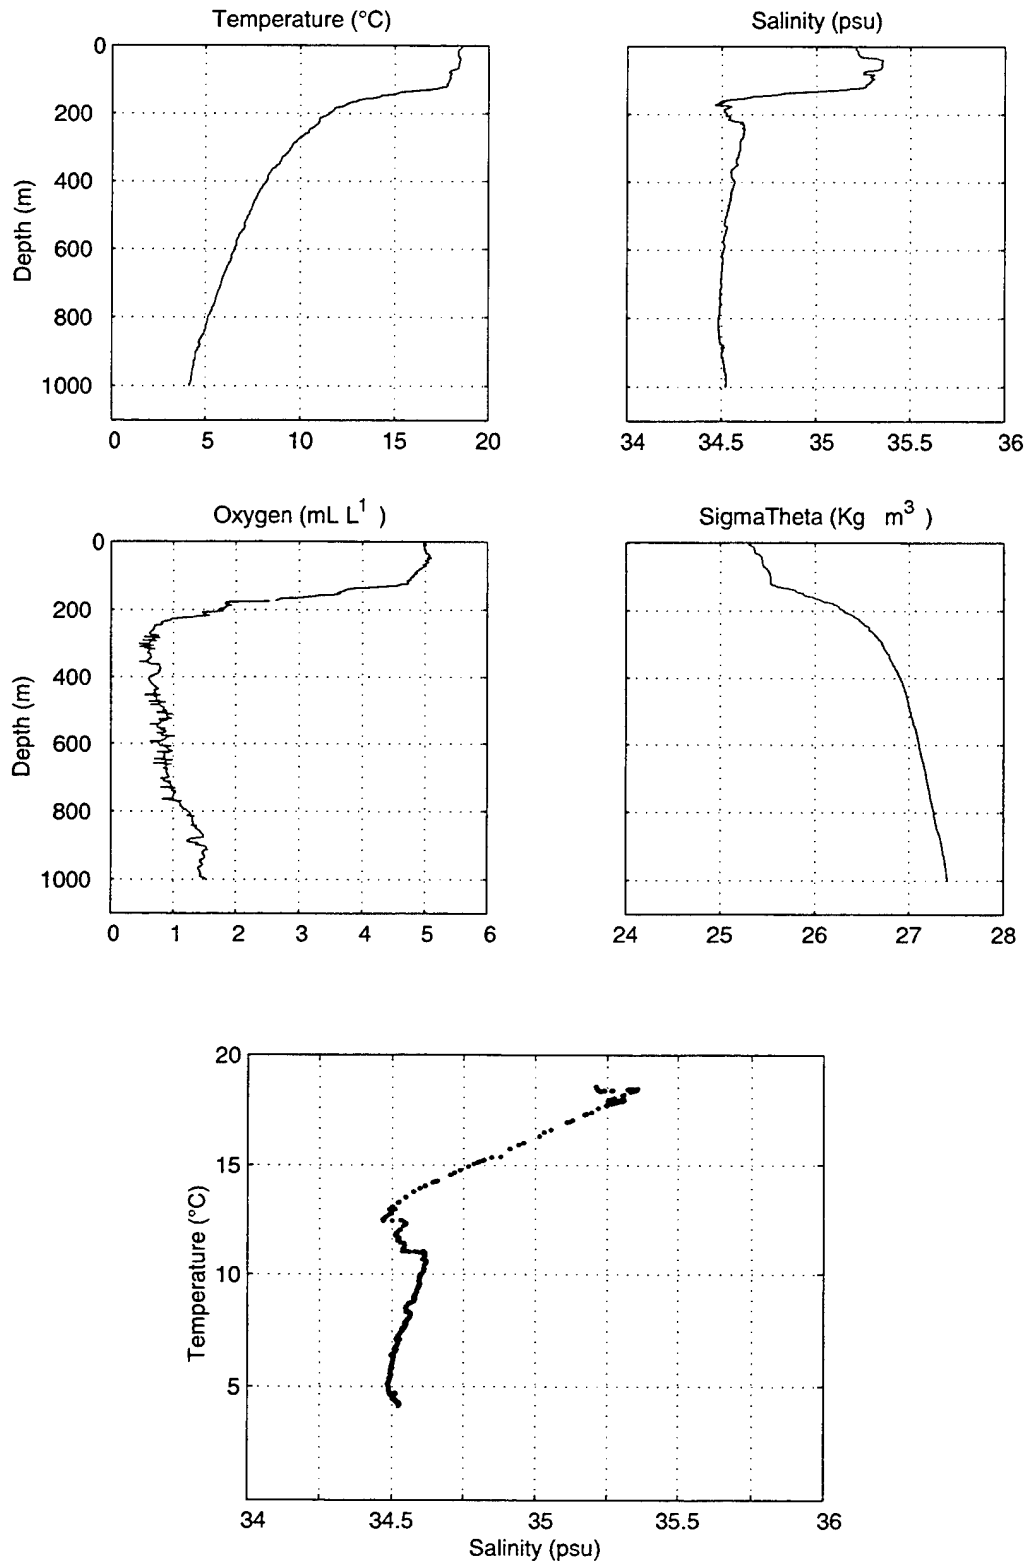 Temperature (°C)
Salinity (psu)
0
200
400
600
800
1000
Depth (m)
0 5 10 15 20
34 34.5 35 35.5 36
Oxygen (mL L1 )
SigmaTheta (Kg m3 )
0
200
400
600
800
1000
Depth (m)
0 1 2 3 4 5 6
24 25 26 27 28
20
15
10
5
Temperature (°C)
34 34.5 35 35.5 36
Salinity (psu)